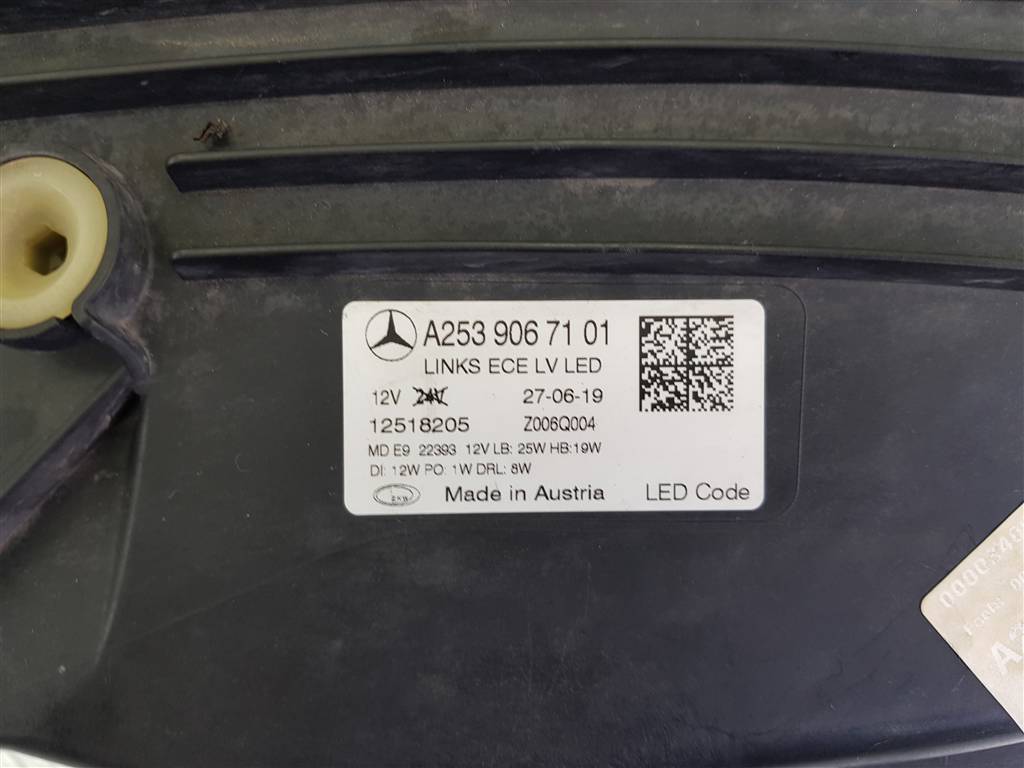 A253 906 71 01
LINKS ECE LV LED
12V 24V 27-06-19
12518205 Z006Q004
MD E9 22393 12V LB: 25W HB:19W
DI: 12W PO: 1W DRL: 8W
ZKW Made in Austria LED Code